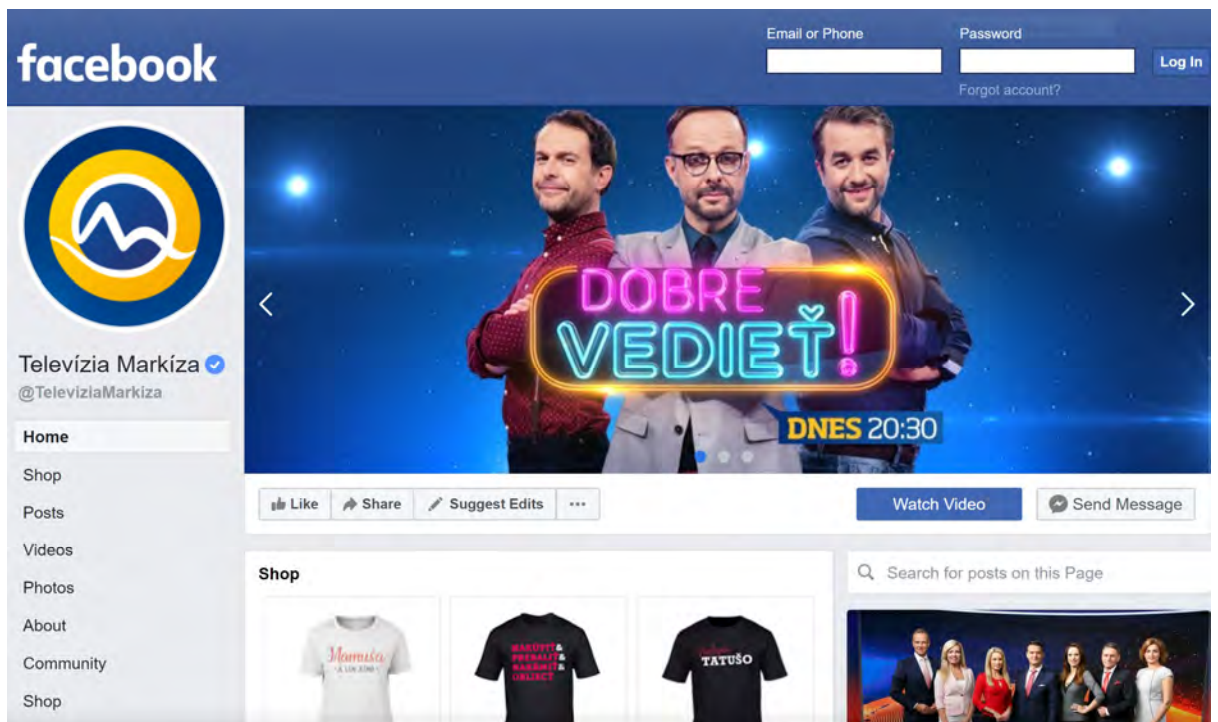 facebook
Email or Phone
Password
Log In
Forgot account?
Televízia Markíza
@TeleviziaMarkiza
Home
Shop
Posts
Videos
Photos
About
Community
Shop
DOBRE
VEDIEŤ!
DNES 20:30
Like
Share
Suggest Edits
Watch Video
Send Message
Shop
Search for posts on this Page
Mamuša
NAVARIŤ&
NAKŔMIŤ&
TATUŠO